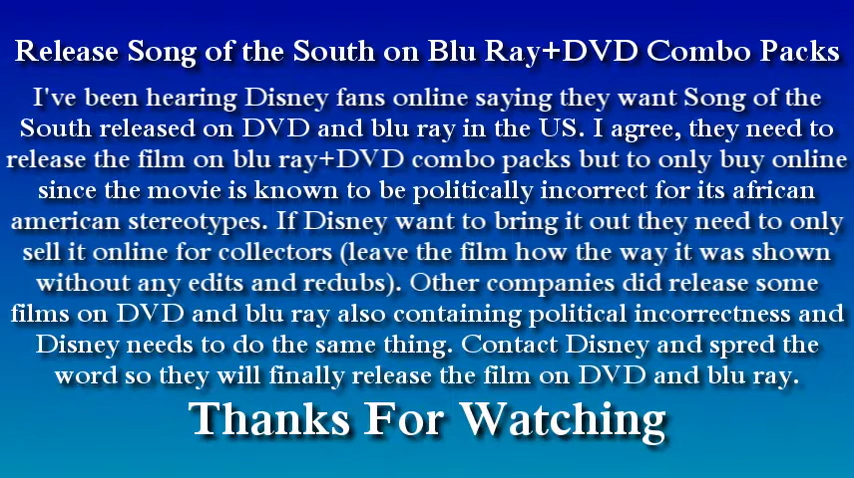 Release Song of the South on Blu Ray+DVD Combo Packs
I've been hearing Disney fans online saying they want Song of the
South released on DVD and blu ray in the US. I agree, they need to
release the film on blu ray+DVD combo packs but to only buy online
since the movie is known to be politically incorrect for its african
american stereotypes. If Disney want to bring it out they need to only
sell it online for collectors (leave the film how the way it was shown
without any edits and redubs). Other companies did release some
films on DVD and blu ray also containing political incorrectness and
Disney needs to do the same thing. Contact Disney and spred the
word so they will finally release the film on DVD and blu ray.
Thanks For Watching